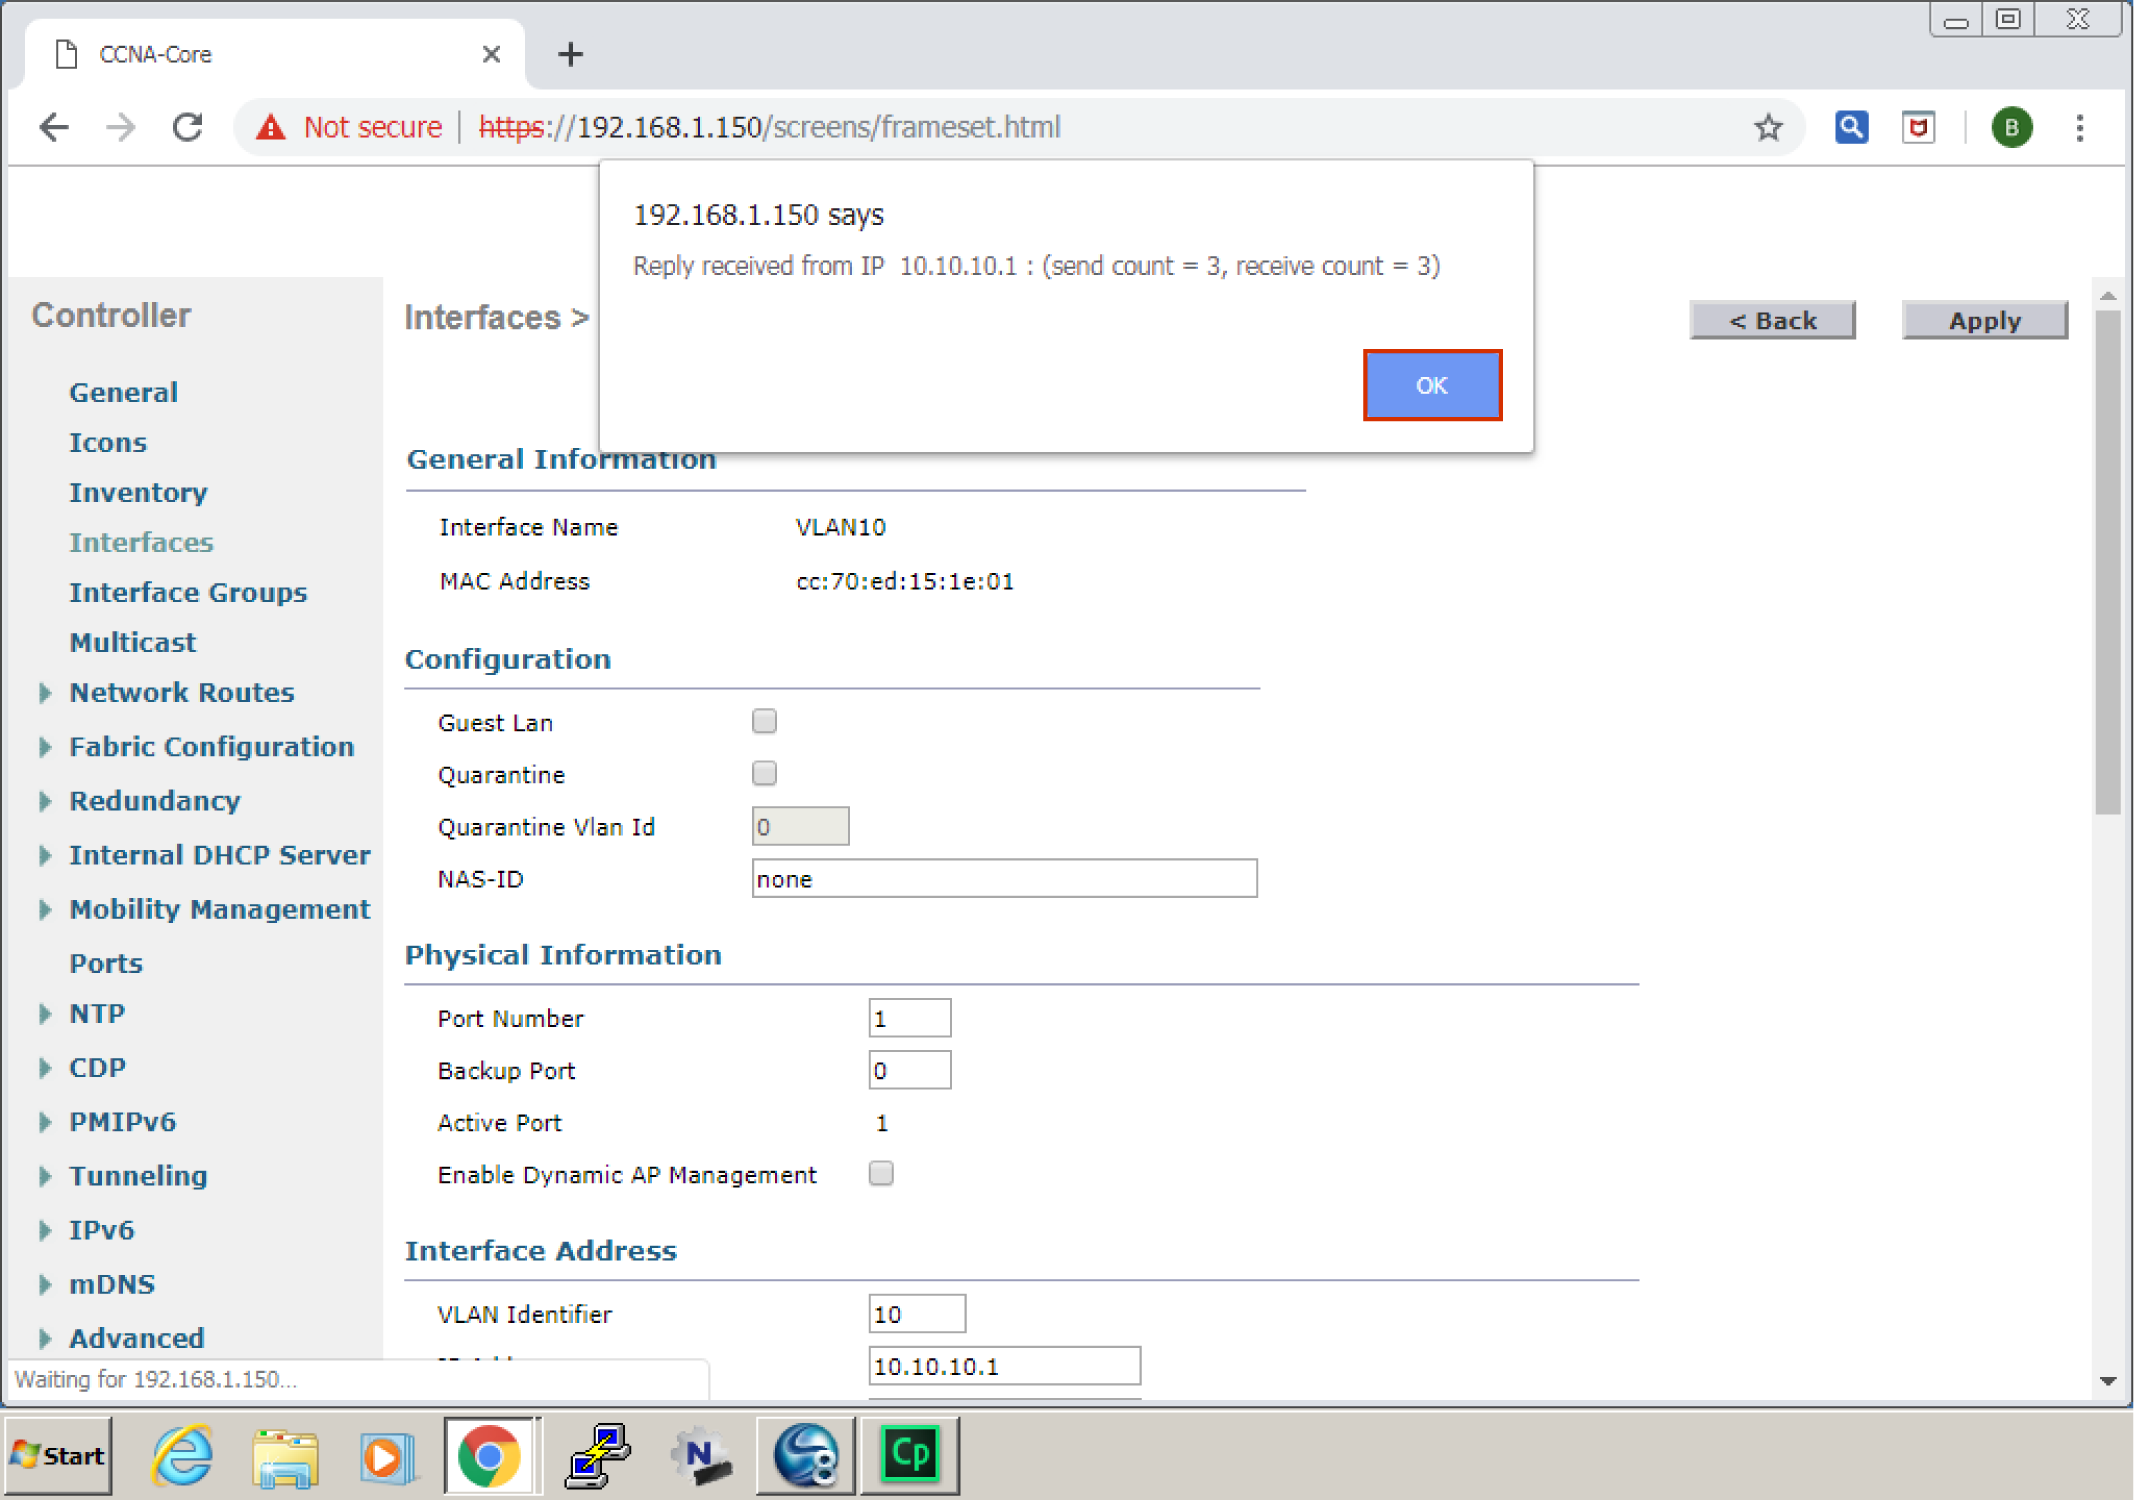 CCNA-Core
Not secure | https://192.168.1.150/screens/frameset.html
B
192.168.1.150 says
Reply received from IP  10.10.10.1 : (send count = 3, receive count = 3)
OK
Controller
Interfaces >
< Back
Apply
General
Icons
Inventory
Interfaces
Interface Groups
Multicast
Network Routes
Fabric Configuration
Redundancy
Internal DHCP Server
Mobility Management
Ports
NTP
CDP
PMIPv6
Tunneling
IPv6
mDNS
Advanced
General Information
Interface Name VLAN10
MAC Address cc:70:ed:15:1e:01
Configuration
Guest Lan
Quarantine
Quarantine Vlan Id 0
NAS-ID none
Physical Information
Port Number 1
Backup Port 0
Active Port 1
Enable Dynamic AP Management
Interface Address
VLAN Identifier 10
10.10.10.1
Waiting for 192.168.1.150...
Start
N
8
Cp